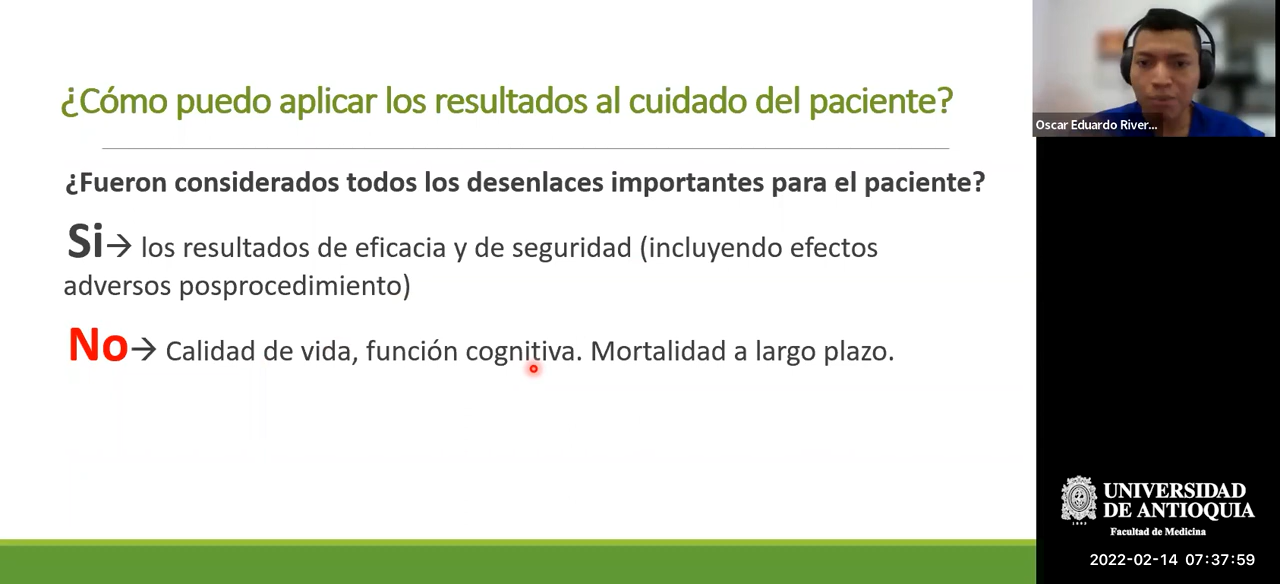 ¿Cómo puedo aplicar los resultados al cuidado del paciente?
¿Fueron considerados todos los desenlaces importantes para el paciente?
Si→ los resultados de eficacia y de seguridad (incluyendo efectos
adversos posprocedimiento)
No→ Calidad de vida, función cognitiva. Mortalidad a largo plazo.
Oscar Eduardo River...
UNIVERSIDAD
DE ANTIOQUIA
1803
Facultad de Medicina
2022-02-14 07:37:59